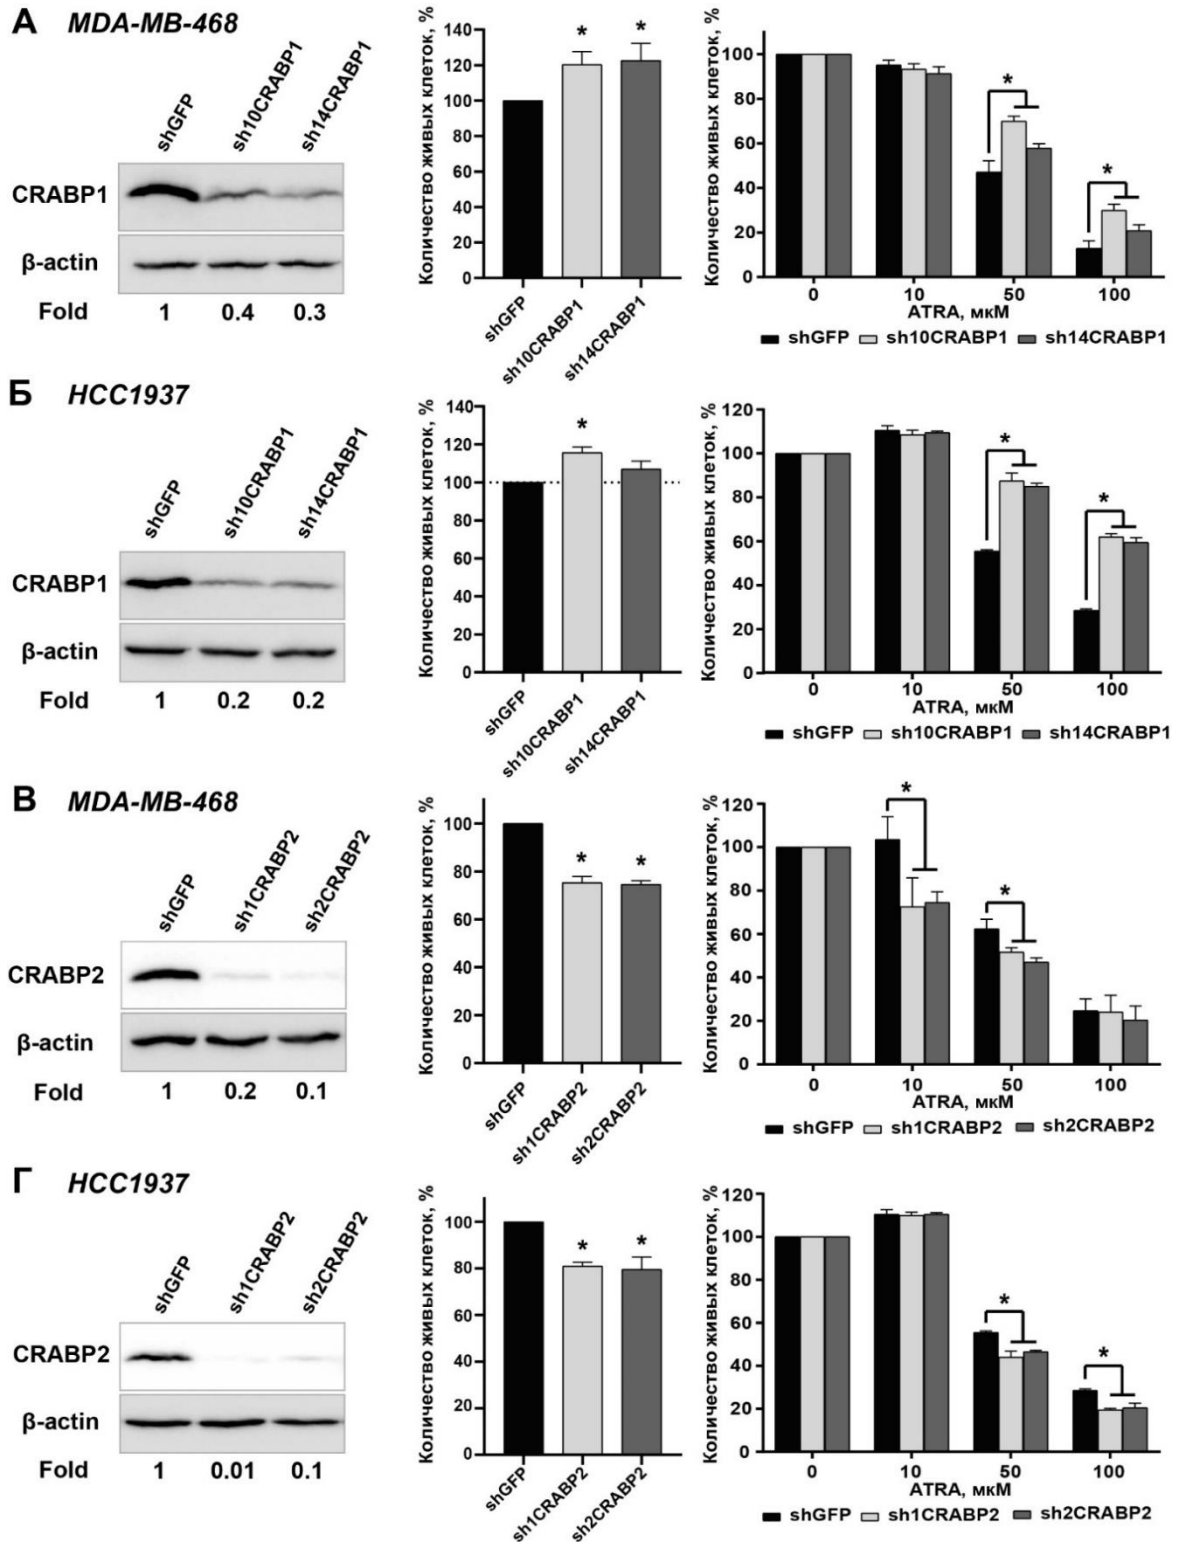 А MDA-MB-468
shGFP
sh10CRABP1
sh14CRABP1
CRABP1
β-actin
Fold 1 0.4 0.3
Количество живых клеток, %
140
120
100
80
60
40
20
0
shGFP
sh10CRABP1
sh14CRABP1
* *
Количество живых клеток, %
100
80
60
40
20
0
* *
0 10 50 100
ATRA, мкМ
shGFP sh10CRABP1 sh14CRABP1
Б HCC1937
shGFP
sh10CRABP1
sh14CRABP1
CRABP1
β-actin
Fold 1 0.2 0.2
Количество живых клеток, %
140
120
100
80
60
40
20
0
*
shGFP
sh10CRABP1
sh14CRABP1
Количество живых клеток, %
120
100
80
60
40
20
0
* *
0 10 50 100
ATRA, мкМ
shGFP sh10CRABP1 sh14CRABP1
В MDA-MB-468
shGFP
sh1CRABP2
sh2CRABP2
CRABP2
β-actin
Fold 1 0.2 0.1
Количество живых клеток, %
100
80
60
40
20
0
* *
shGFP
sh1CRABP2
sh2CRABP2
Количество живых клеток, %
120
100
80
60
40
20
0
* *
0 10 50 100
ATRA, мкМ
shGFP sh1CRABP2 sh2CRABP2
Г HCC1937
shGFP
sh1CRABP2
sh2CRABP2
CRABP2
β-actin
Fold 1 0.01 0.1
Количество живых клеток, %
100
80
60
40
20
0
* *
shGFP
sh1CRABP2
sh2CRABP2
Количество живых клеток, %
120
100
80
60
40
20
0
* *
0 10 50 100
ATRA, мкМ
shGFP sh1CRABP2 sh2CRABP2